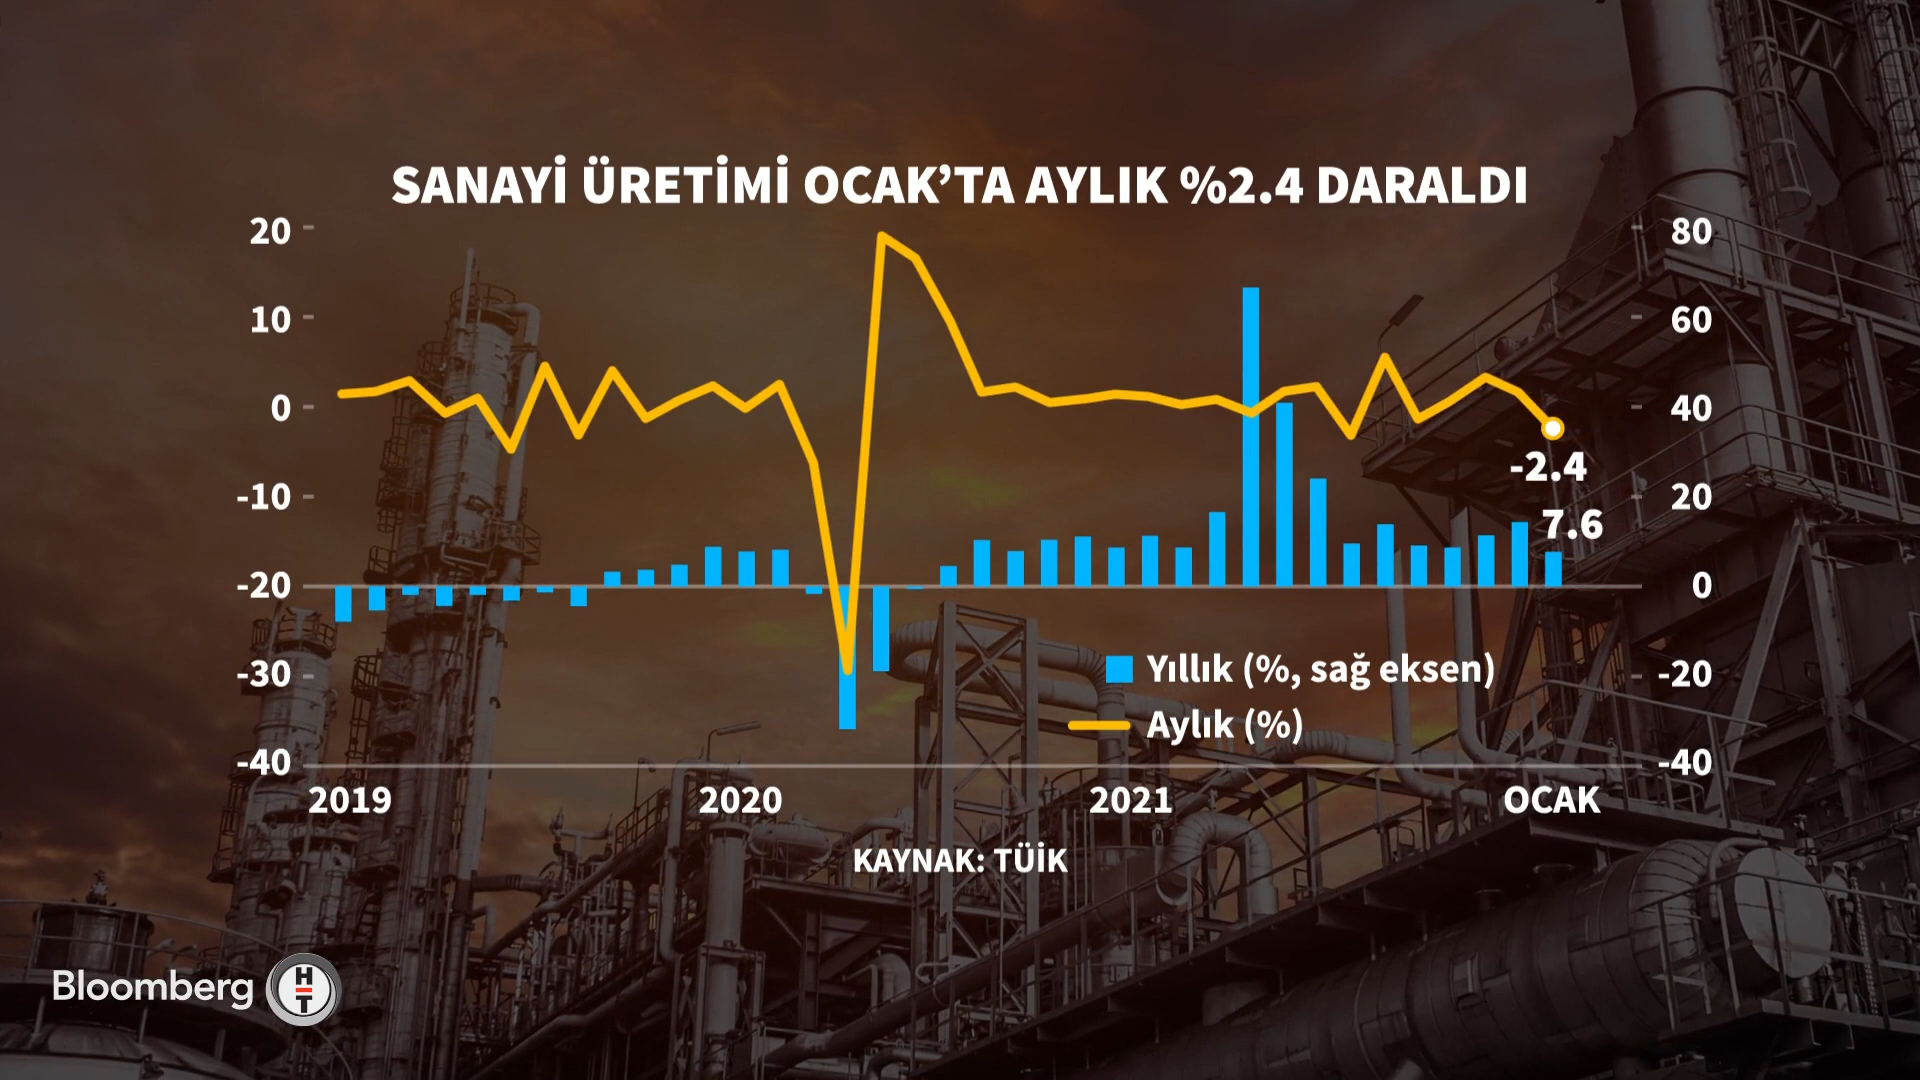 SANAYİ ÜRETİMİ OCAK’TA AYLIK %2.4 DARALDI
20
10
0
-10
-20
-30
-40
80
60
40
20
0
-20
-40
-2.4
7.6
Yıllık (%, sağ eksen)
Aylık (%)
2019 2020 2021 OCAK
KAYNAK: TÜİK
Bloomberg HT